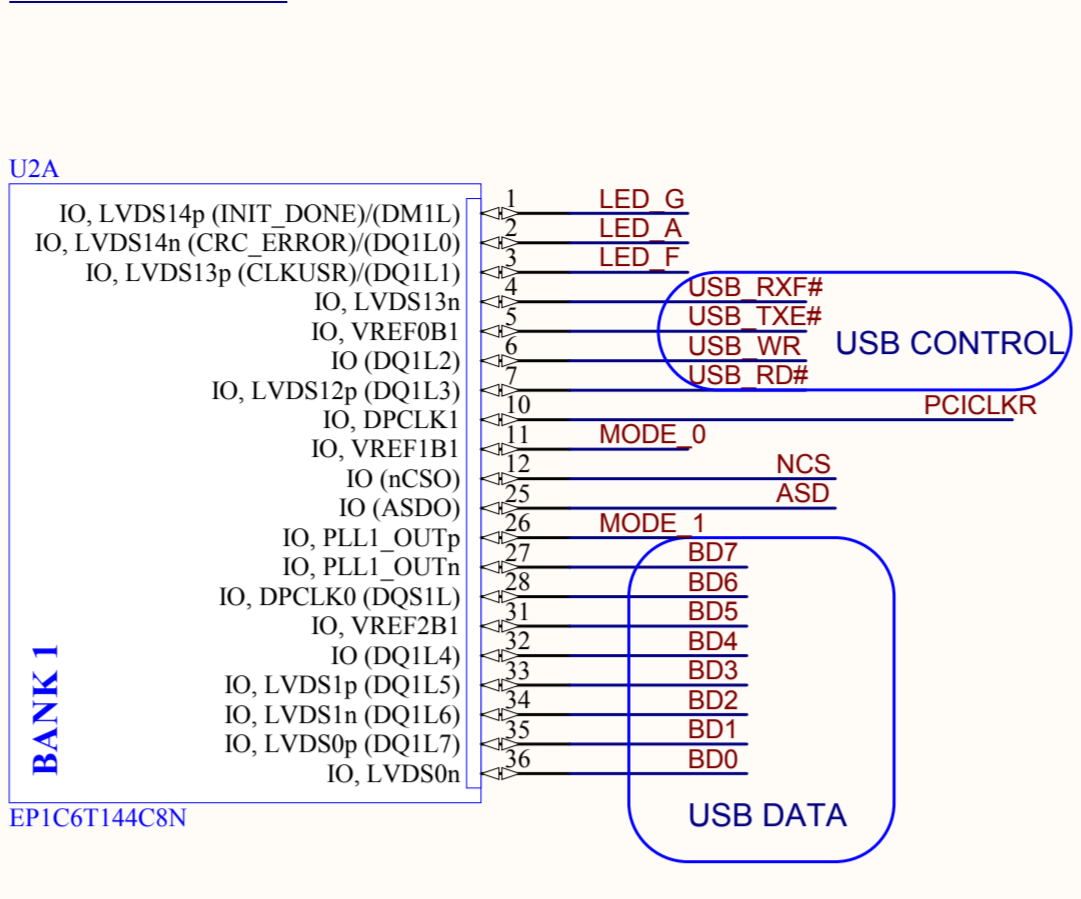 U2A
IO, LVDS14p (INIT_DONE)/(DM1L) 1 LED_G
IO, LVDS14n (CRC_ERROR)/(DQ1L0) 2 LED_A
IO, LVDS13p (CLKUSR)/(DQ1L1) 3 LED_F
IO, LVDS13n 4 USB_RXF#
IO, VREF0B1 5 USB_TXE#
USB CONTROL
IO (DQ1L2) 6 USB_WR
IO, LVDS12p (DQ1L3) 7 USB_RD#
IO, DPCLK1 10 PCICLKR
IO, VREF1B1 11 MODE_0
IO (nCSO) 12 NCS
IO (ASDO) 25 ASD
IO, PLL1_OUTp 26 MODE_1
IO, PLL1_OUTn 27 BD7
IO, DPCLK0 (DQS1L) 28 BD6
IO, VREF2B1 31 BD5
IO (DQ1L4) 32 BD4
IO, LVDS1p (DQ1L5) 33 BD3
IO, LVDS1n (DQ1L6) 34 BD2
IO, LVDS0p (DQ1L7) 35 BD1
IO, LVDS0n 36 BD0
BANK 1
USB DATA
EP1C6T144C8N